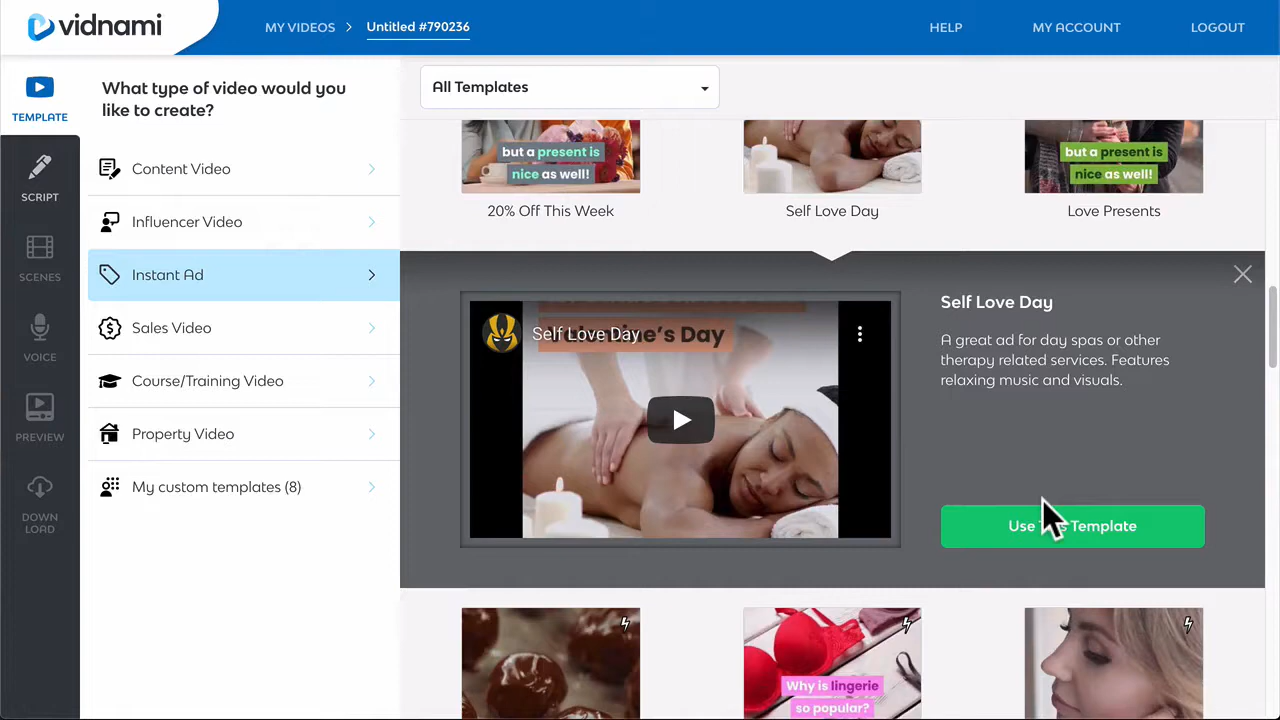 vidnami
MY VIDEOS
Untitled #790236
HELP
MY ACCOUNT
LOGOUT
TEMPLATE
SCRIPT
SCENES
VOICE
PREVIEW
DOWN
LOAD
What type of video would you
like to create?
Content Video
Influencer Video
Instant Ad
Sales Video
Course/Training Video
Property Video
My custom templates (8)
All Templates
but a present is
nice as well!
but a present is
nice as well!
20% Off This Week
Self Love Day
Love Presents
Self Love Day
Day
Self Love Day
A great ad for day spas or other
therapy related services. Features
relaxing music and visuals.
Use Template
Why is lingerie
so popular?